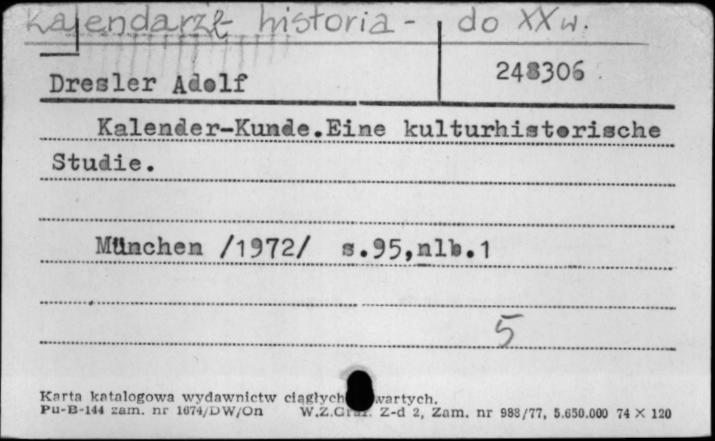 Kalendarze historia - do XX w.
248306
Dresler Adolf
Kalender-Kunde.Eine kulturhistorische
Studie.
München /1972/ s.95,nlb.1
5
Karta katalogowa wydawnictw ciągłych wartych.
Pu-B-144 zam. nr 1674/DW/On W.Z.Graf. Z-d 2, Zam. nr 988/77, 5.650.000 74 X 120